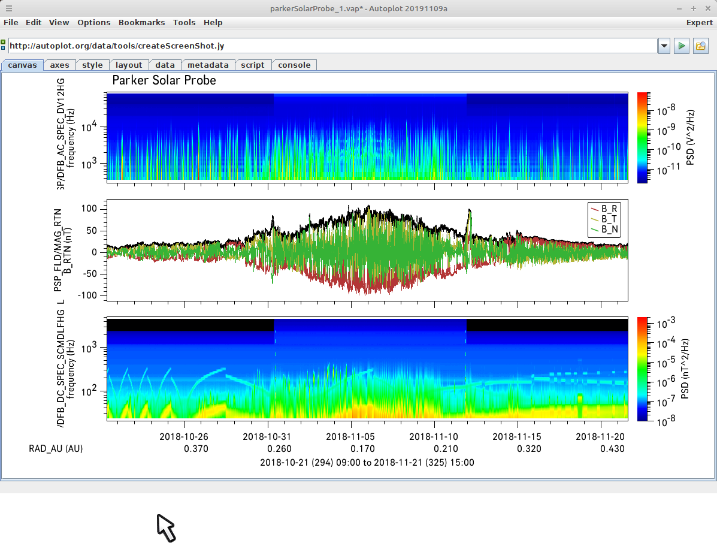 parkerSolarProbe_1.vap* - Autoplot 20191109a
File Edit View Options Bookmarks Tools Help Expert
http://autoplot.org/data/tools/createScreenShot.jy
canvas axes style layout data metadata script console
Parker Solar Probe
P/DFB_AC_SPEC_DV12HG
frequency (Hz)
10^4
10^3
10^-8
10^-9
10^-10
10^-11
PSD (V^2/Hz)
PSP_FLD/MAG_RTN
B_RTN (nT)
100
50
0
-50
-100
B_R
B_T
B_N
/DFB_DC_SPEC_SCMDLFHG L
frequency (Hz)
10^3
10^2
10^-3
10^-4
10^-5
10^-6
10^-7
10^-8
PSD (nT^2/Hz)
2018-10-26 2018-10-31 2018-11-05 2018-11-10 2018-11-15 2018-11-20
RAD_AU (AU) 0.370 0.260 0.170 0.210 0.320 0.430
2018-10-21 (294) 09:00 to 2018-11-21 (325) 15:00